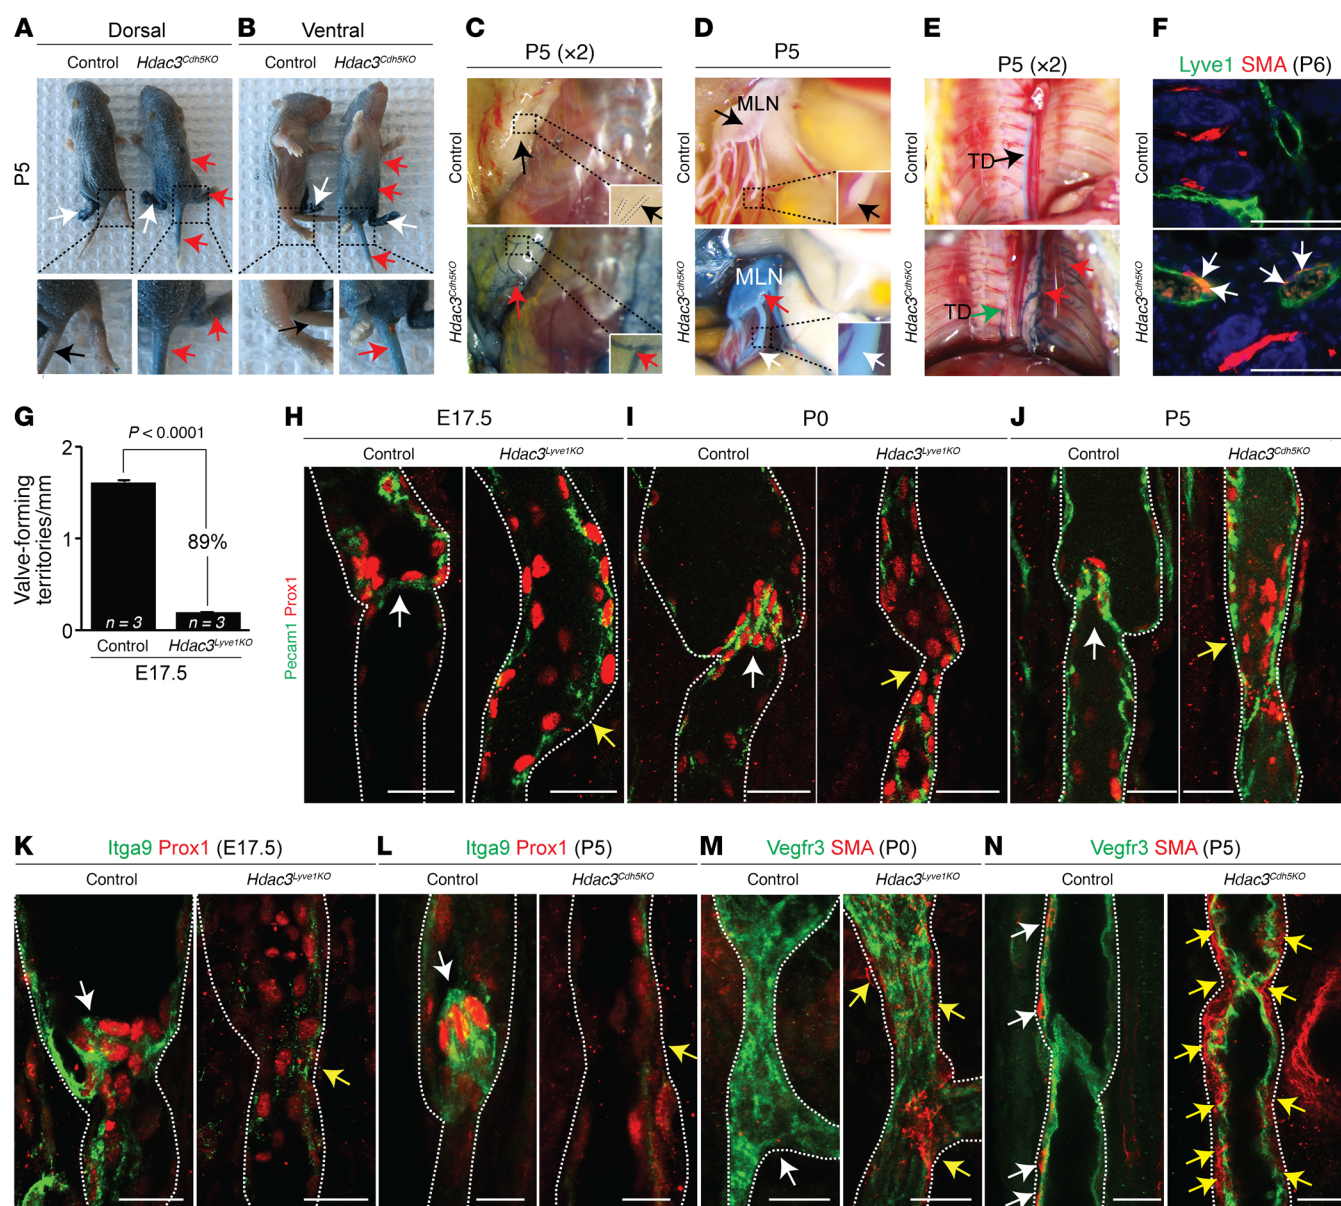 A Dorsal B Ventral
Control Hdac3Cdh5KO Control Hdac3Cdh5KO
P5
C
P5 (×2)
Control
Hdac3Cdh5KO
D
P5
Control
MLN
Hdac3Cdh5KO
MLN
E
P5 (×2)
Control
TD
Hdac3Cdh5KO
TD
F
Lyve1 SMA (P6)
Control
Hdac3Cdh5KO
G
P < 0.0001
Valve-forming
territories/mm
2
1
0
89%
n = 3 n = 3
Control Hdac3Lyve1KO
E17.5
H E17.5 I P0 J P5
Control Hdac3Lyve1KO Control Hdac3Lyve1KO Control Hdac3Cdh5KO
Pecam1 Prox1
K Itga9 Prox1 (E17.5) L Itga9 Prox1 (P5) M Vegfr3 SMA (P0) N Vegfr3 SMA (P5)
Control Hdac3Lyve1KO Control Hdac3Cdh5KO Control Hdac3Lyve1KO Control Hdac3Cdh5KO